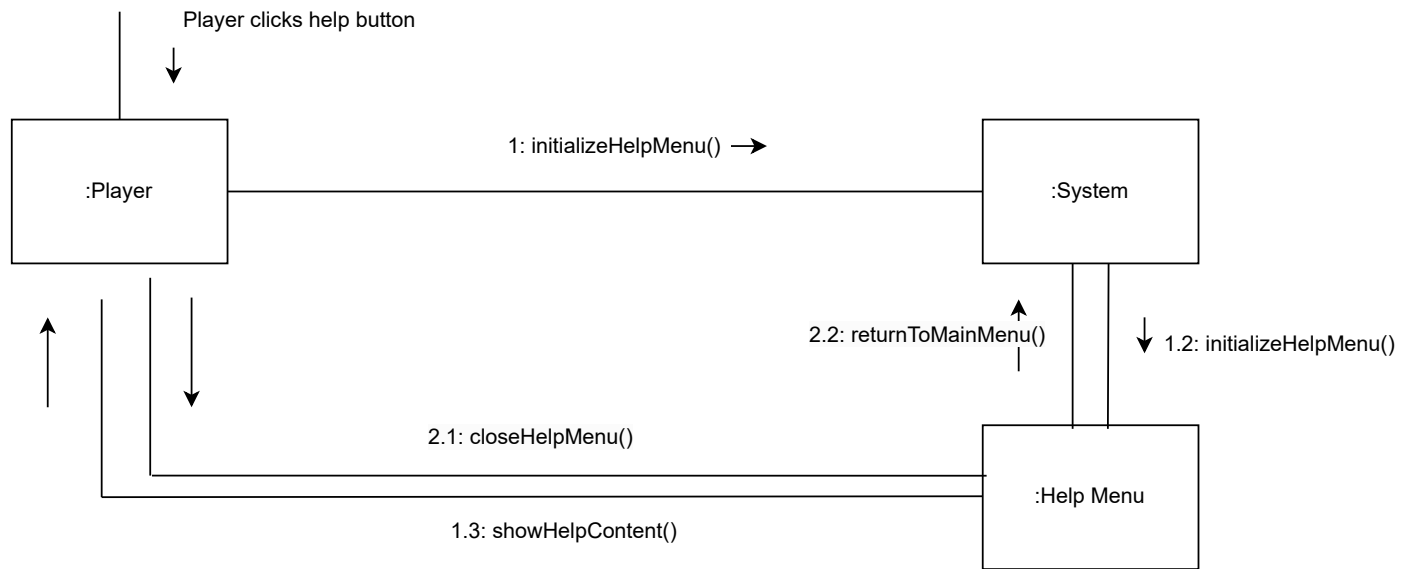 Player clicks help button
1: initializeHelpMenu()
:Player
:System
2.2: returnToMainMenu()
1.2: initializeHelpMenu()
2.1: closeHelpMenu()
:Help Menu
1.3: showHelpContent()